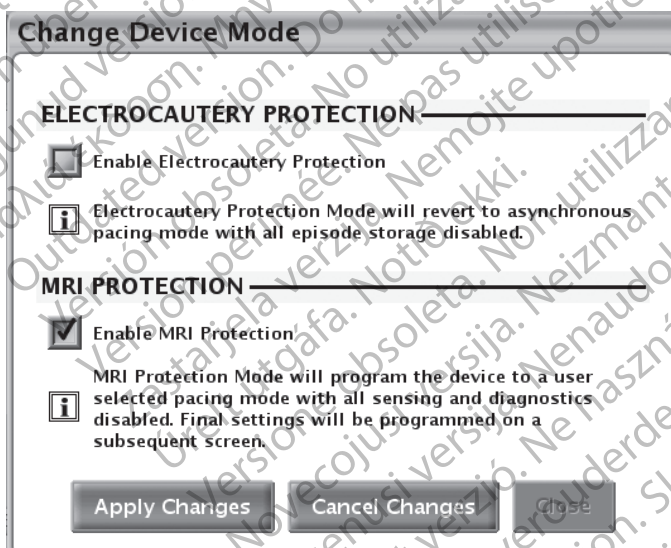 Change Device Mode
ELECTROCAUTERY PROTECTION
Enable Electrocautery Protection
Electrocautery Protection Mode will revert to asynchronous
pacing mode with all episode storage disabled.
MRI PROTECTION
Enable MRI Protection
MRI Protection Mode will program the device to a user
selected pacing mode with all sensing and diagnostics
disabled. Final settings will be programmed on a
subsequent screen.
Apply Changes
Cancel Changes
Close